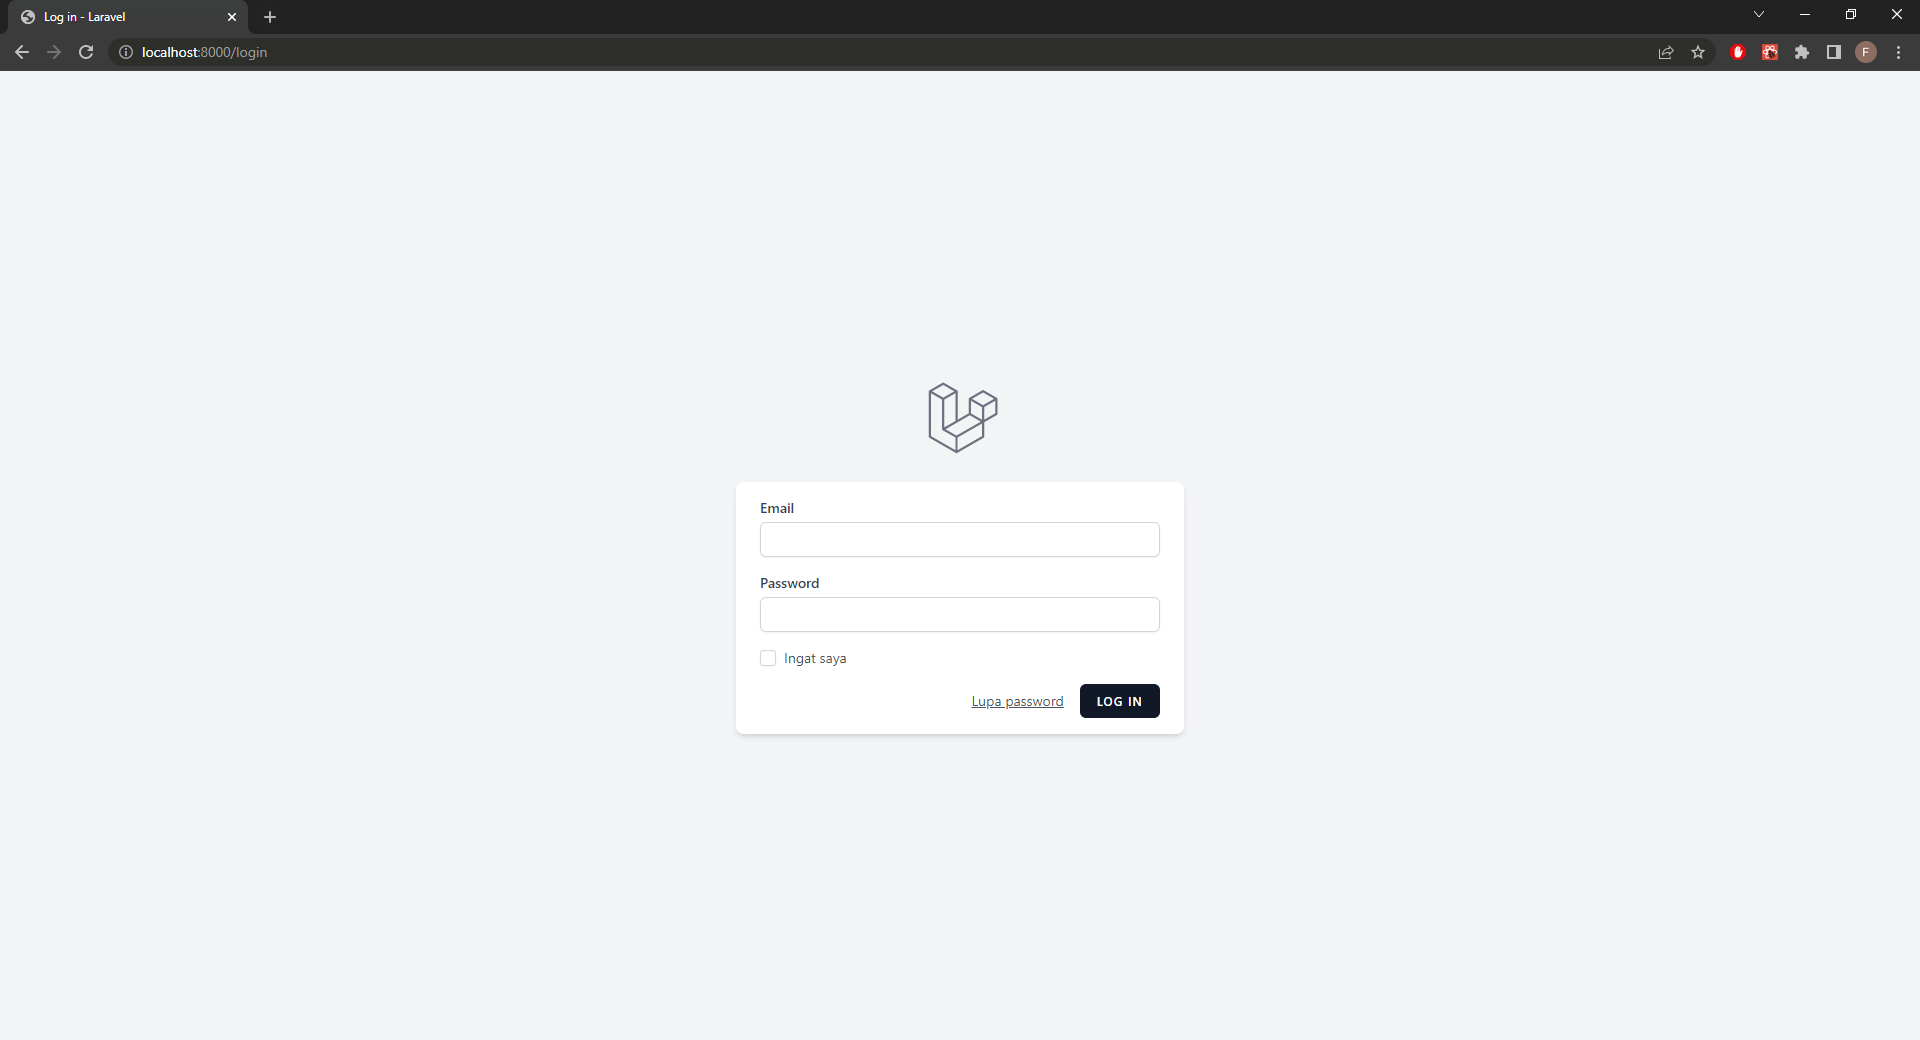 Log in - Laravel
localhost:8000/login
F
Email
Password
Ingat saya
Lupa password
LOG IN